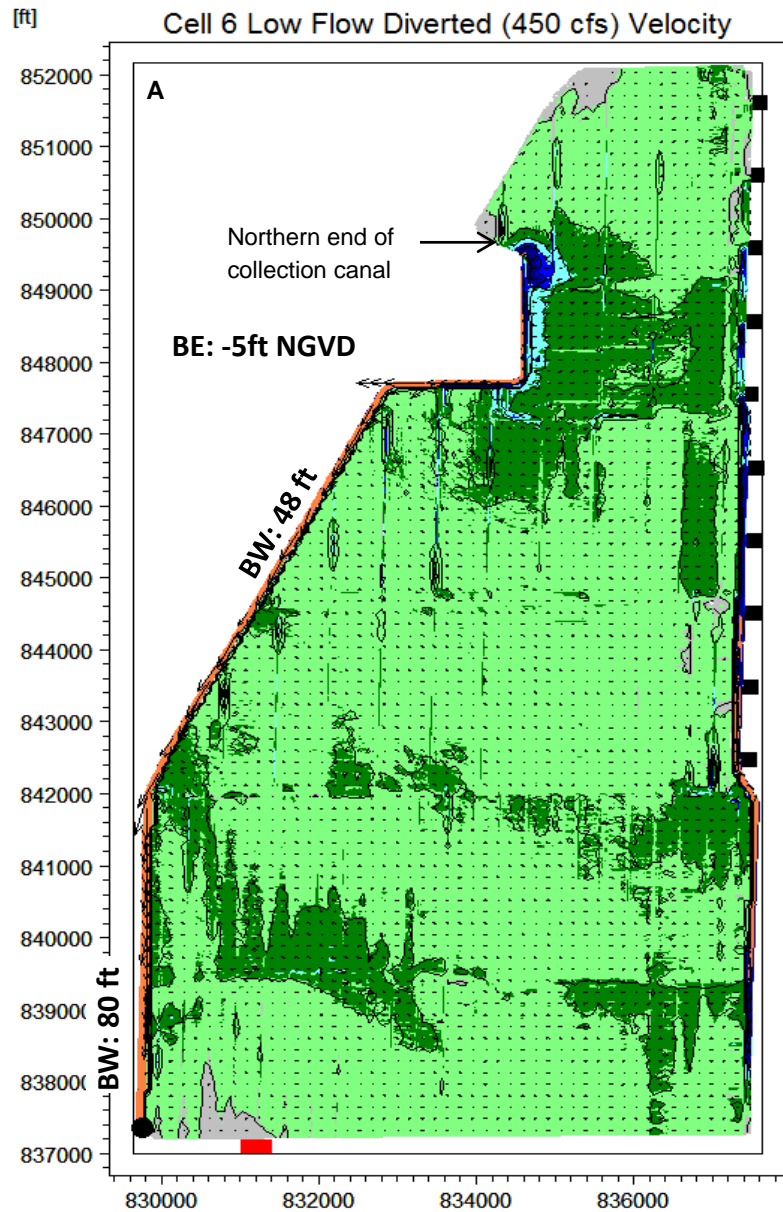 [ft]
Cell 6 Low Flow Diverted (450 cfs) Velocity
852000
A
851000
850000
Northern end of
collection canal
849000
BE: -5ft NGVD
848000
847000
846000
BW: 48 ft
845000
844000
843000
842000
841000
840000
839000
BW: 80 ft
838000
837000
830000 832000 834000 836000